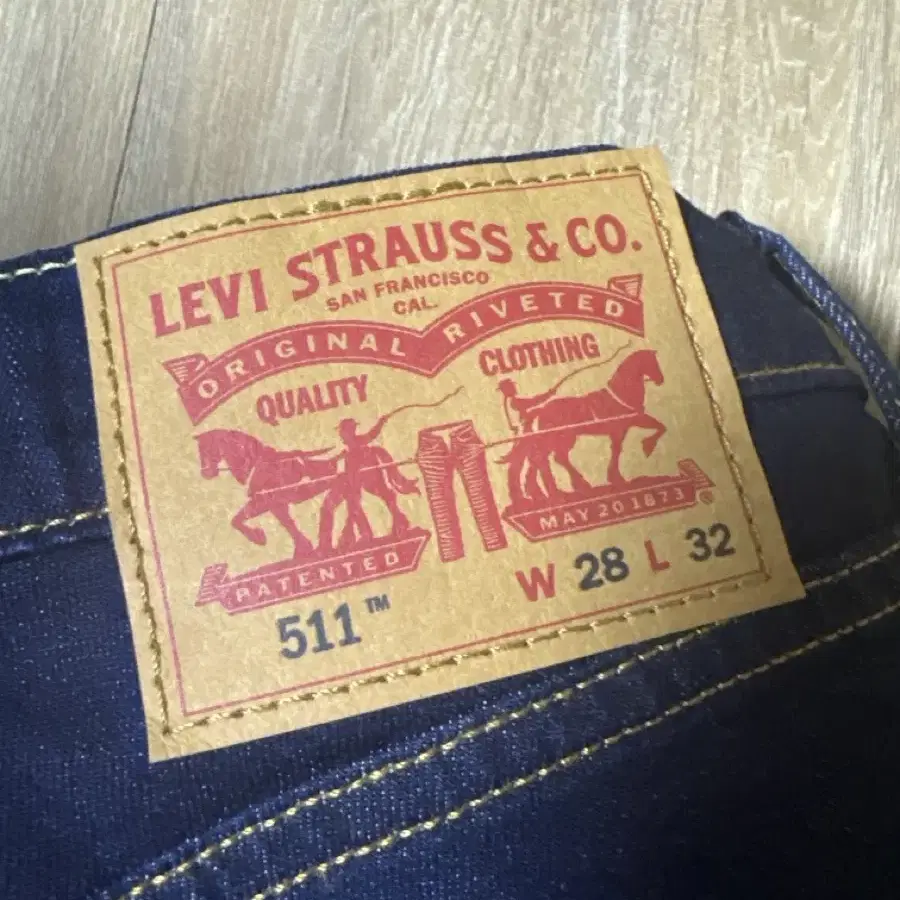 LEVI STRAUSS & CO.
SAN FRANCISCO
CAL.
ORIGINAL RIVETED
QUALITY CLOTHING
PATENTED MAY 20 1873 ®
511™ W 28 L 32